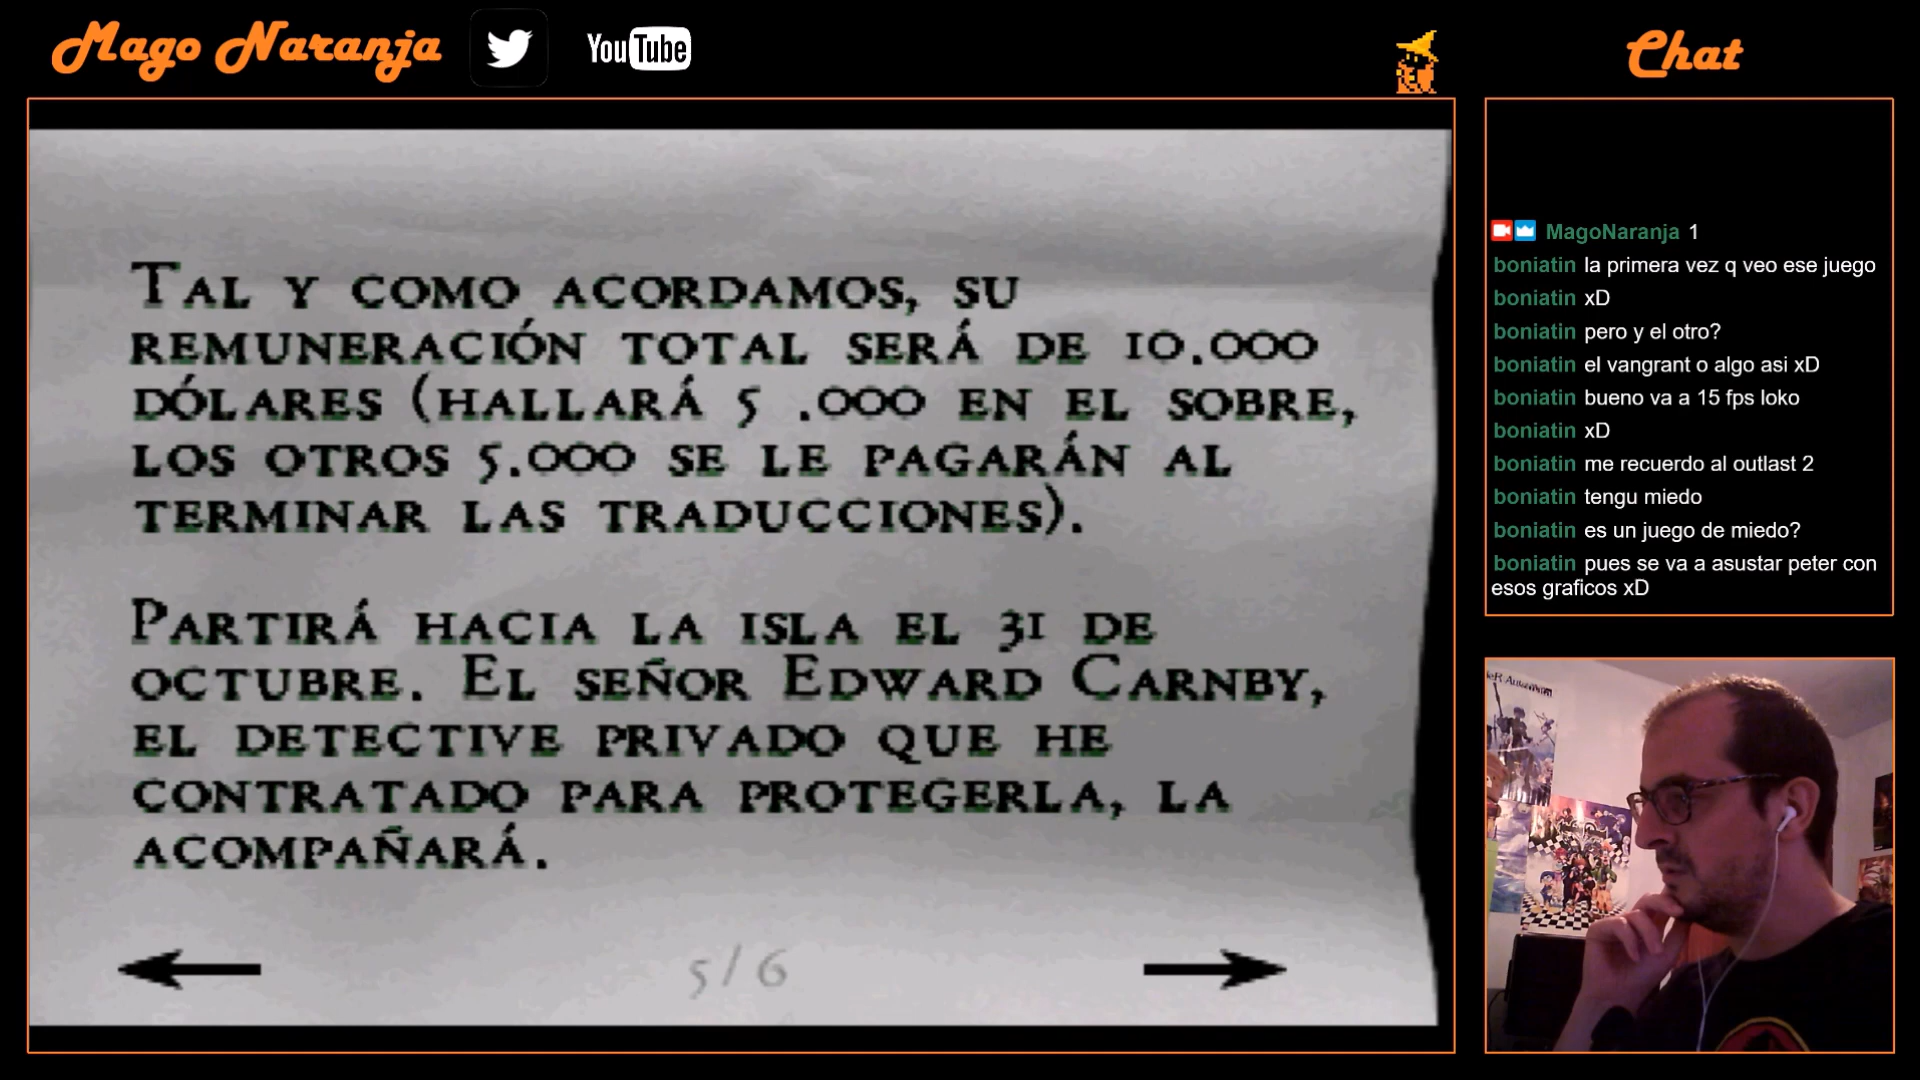 Mago Naranja
YouTube
Chat
TAL Y COMO ACORDAMOS, SU
REMUNERACIÓN TOTAL SERÁ DE 10.000
DÓLARES (HALLARÁ 5 .000 EN EL SOBRE,
LOS OTROS 5.000 SE LE PAGARÁN AL
TERMINAR LAS TRADUCCIONES).
PARTIRÁ HACIA LA ISLA EL 31 DE
OCTUBRE. EL SEÑOR EDWARD CARNBY,
EL DETECTIVE PRIVADO QUE HE
CONTRATADO PARA PROTEGERLA, LA
ACOMPAÑARÁ.
5/6
MagoNaranja 1
boniatin la primera vez q veo ese juego
boniatin xD
boniatin pero y el otro?
boniatin el vangrant o algo asi xD
boniatin bueno va a 15 fps loko
boniatin xD
boniatin me recuerdo al outlast 2
boniatin tengu miedo
boniatin es un juego de miedo?
boniatin pues se va a asustar peter con
esos graficos xD